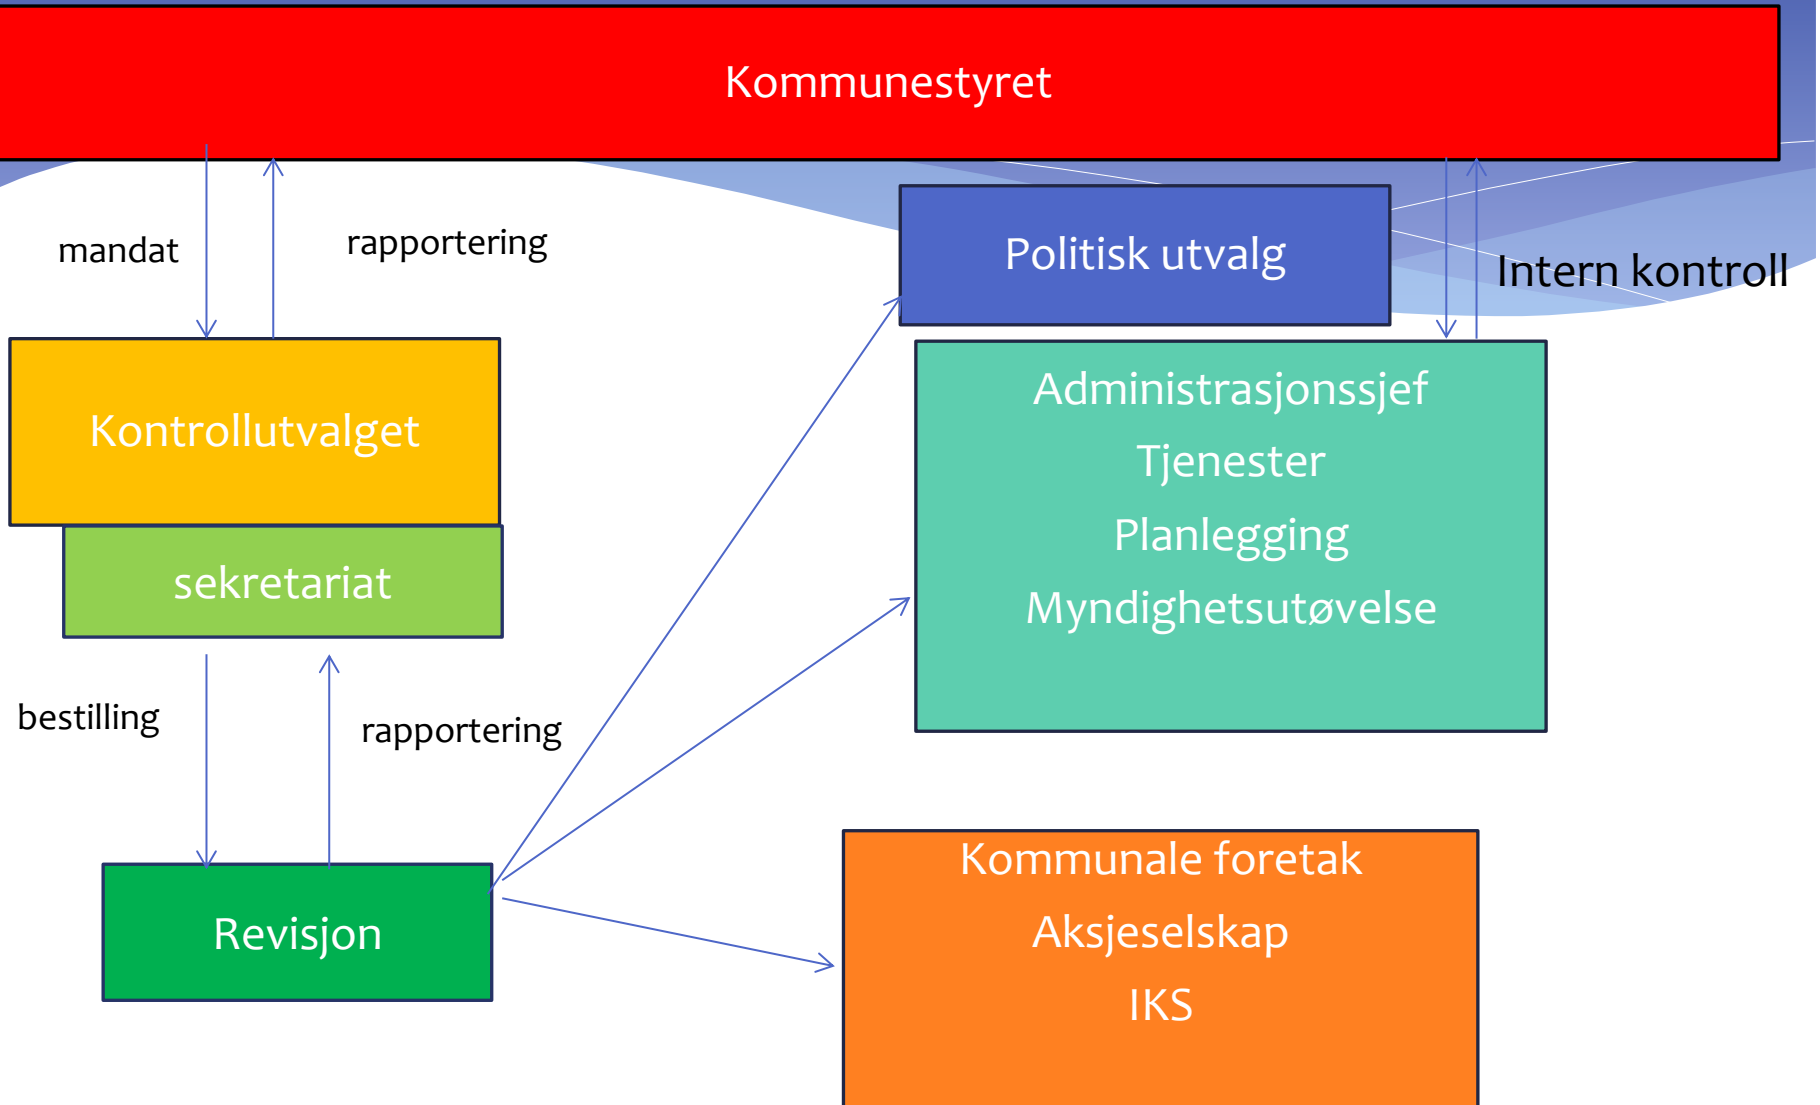 Kommunestyret
mandat
rapportering
Politisk utvalg
Intern kontroll
Kontrollutvalget
sekretariat
Administrasjonssjef
Tjenester
Planlegging
Myndighetsutøvelse
bestilling
rapportering
Revisjon
Kommunale foretak
Aksjeselskap
IKS